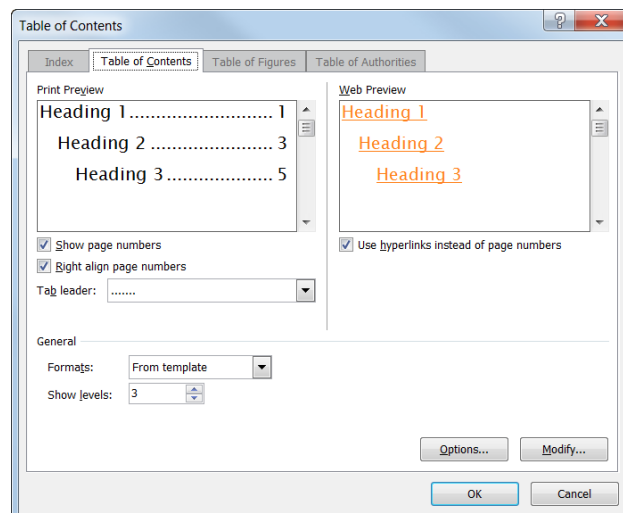 Table of Contents
Index
Table of Contents
Table of Figures
Table of Authorities
Print Preview
Heading 1........................... 1
Heading 2 ...................... 3
Heading 3.................. 5
Show page numbers
Right align page numbers
Tab leader: .......
Web Preview
Heading 1
Heading 2
Heading 3
Use hyperlinks instead of page numbers
General
Formats: From template
Show levels: 3
Options...
Modify...
OK
Cancel